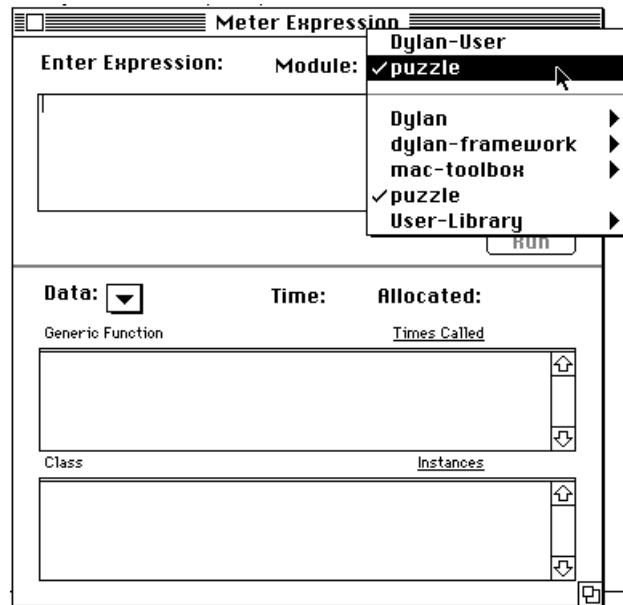 Meter Expression
Enter Expression:
Module:
Dylan-User
✓puzzle
Dylan
dylan-framework
mac-toolbox
✓puzzle
User-Library
Run
Data:
Time:
Allocated:
Generic Function
Times Called
Class
Instances